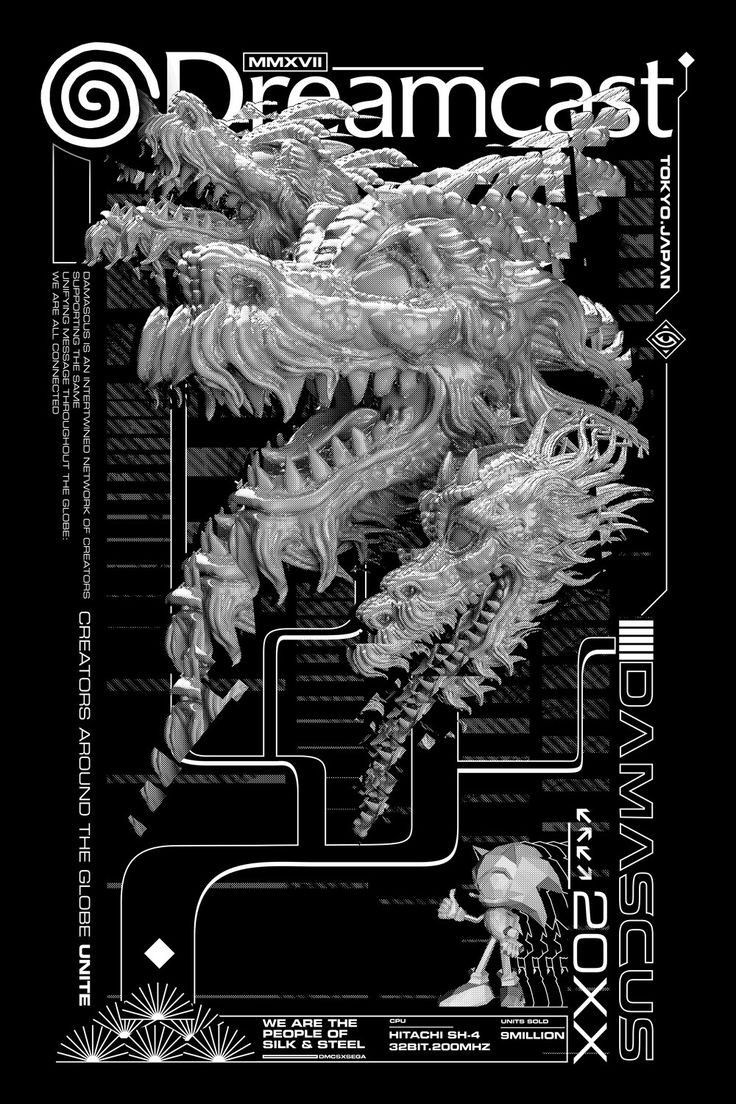 MMXVII
Dreamcast
TOKYO.JAPAN
DAMASCUS IS AN INTERTWINED NETWORK OF CREATORS
SUPPORTING THE SAME
UNIFYING MESSAGE THROUGHOUT THE GLOBE:
WE ARE ALL CONNECTED
CREATORS AROUND THE GLOBE UNITE
DAMASCUS
20XX
WE ARE THE
PEOPLE OF
SILK & STEEL
DMCSXSEGA
CPU
HITACHI SH-4
32BIT.200MHZ
UNITS SOLD
9MILLION